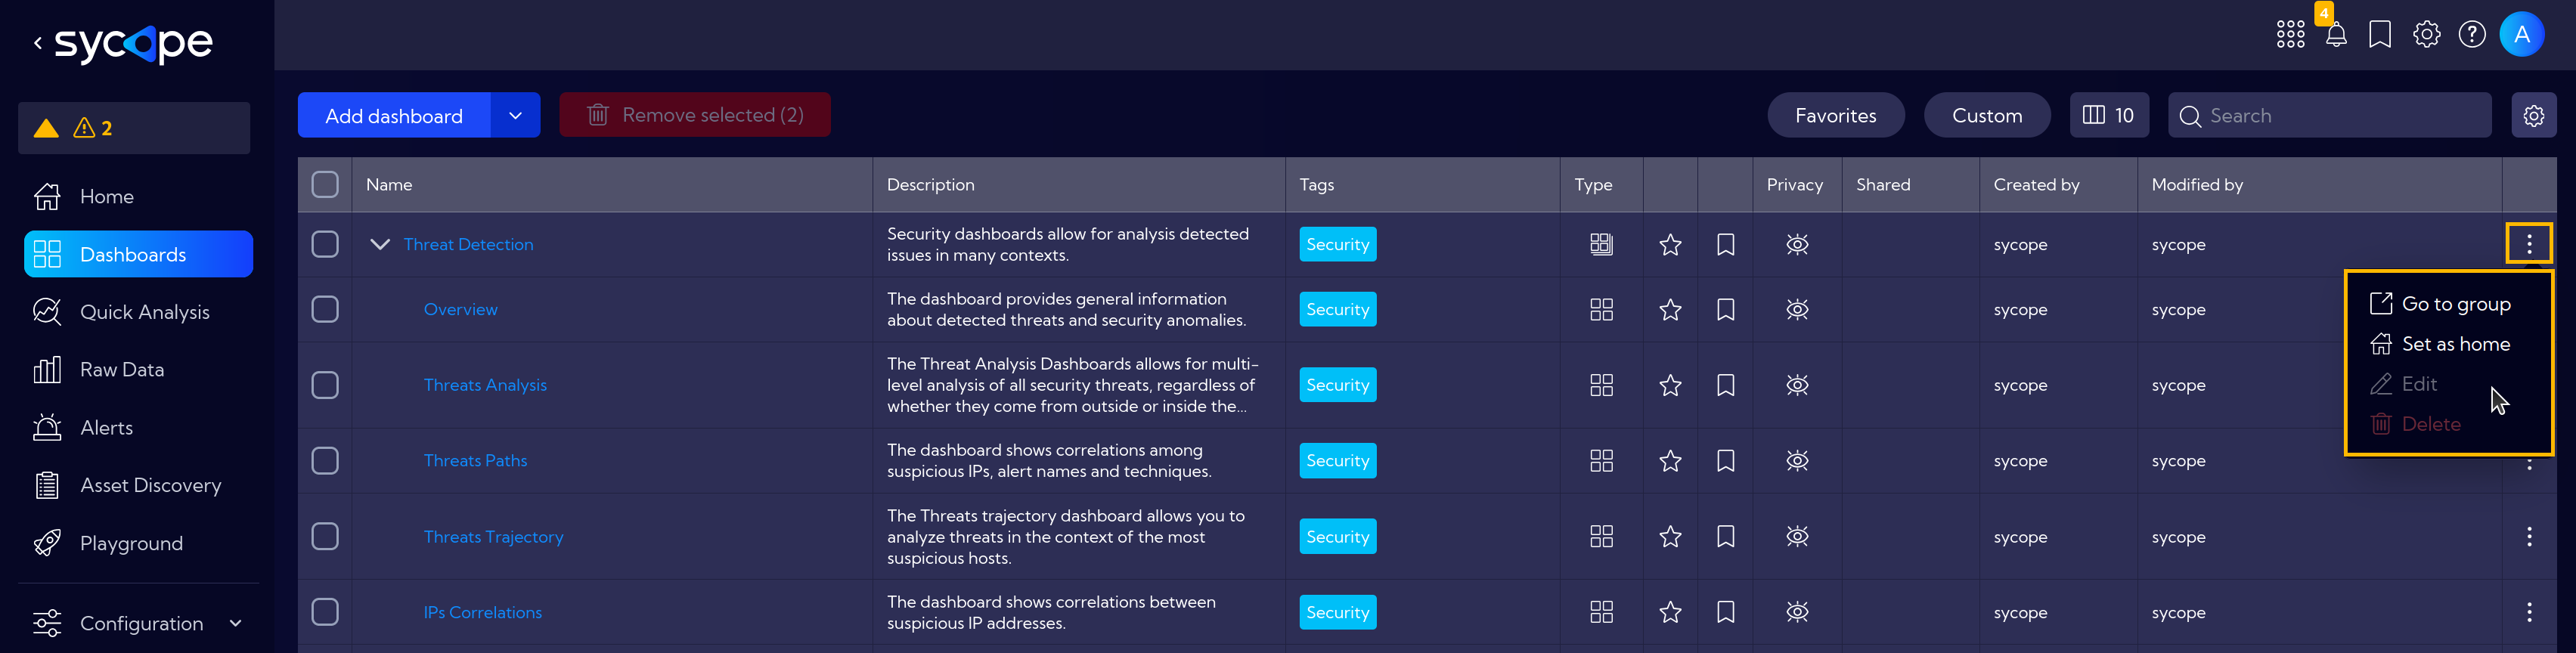 sycope
4
A
2
Home
Dashboards
Quick Analysis
Raw Data
Alerts
Asset Discovery
Playground
Configuration
Add dashboard
Remove selected (2)
Favorites
Custom
10
Search
Name
Description
Tags
Type
Privacy
Shared
Created by
Modified by
Threat Detection
Security dashboards allow for analysis detected
issues in many contexts.
Security
sycope
sycope
Overview
The dashboard provides general information
about detected threats and security anomalies.
Security
sycope
sycope
Threats Analysis
The Threat Analysis Dashboards allows for multi-
level analysis of all security threats, regardless of
whether they come from outside or inside the...
Security
sycope
sycope
Threats Paths
The dashboard shows correlations among
suspicious IPs, alert names and techniques.
Security
sycope
sycope
Threats Trajectory
The Threats trajectory dashboard allows you to
analyze threats in the context of the most
suspicious hosts.
Security
sycope
sycope
IPs Correlations
The dashboard shows correlations between
suspicious IP addresses.
Security
sycope
sycope
Go to group
Set as home
Edit
Delete